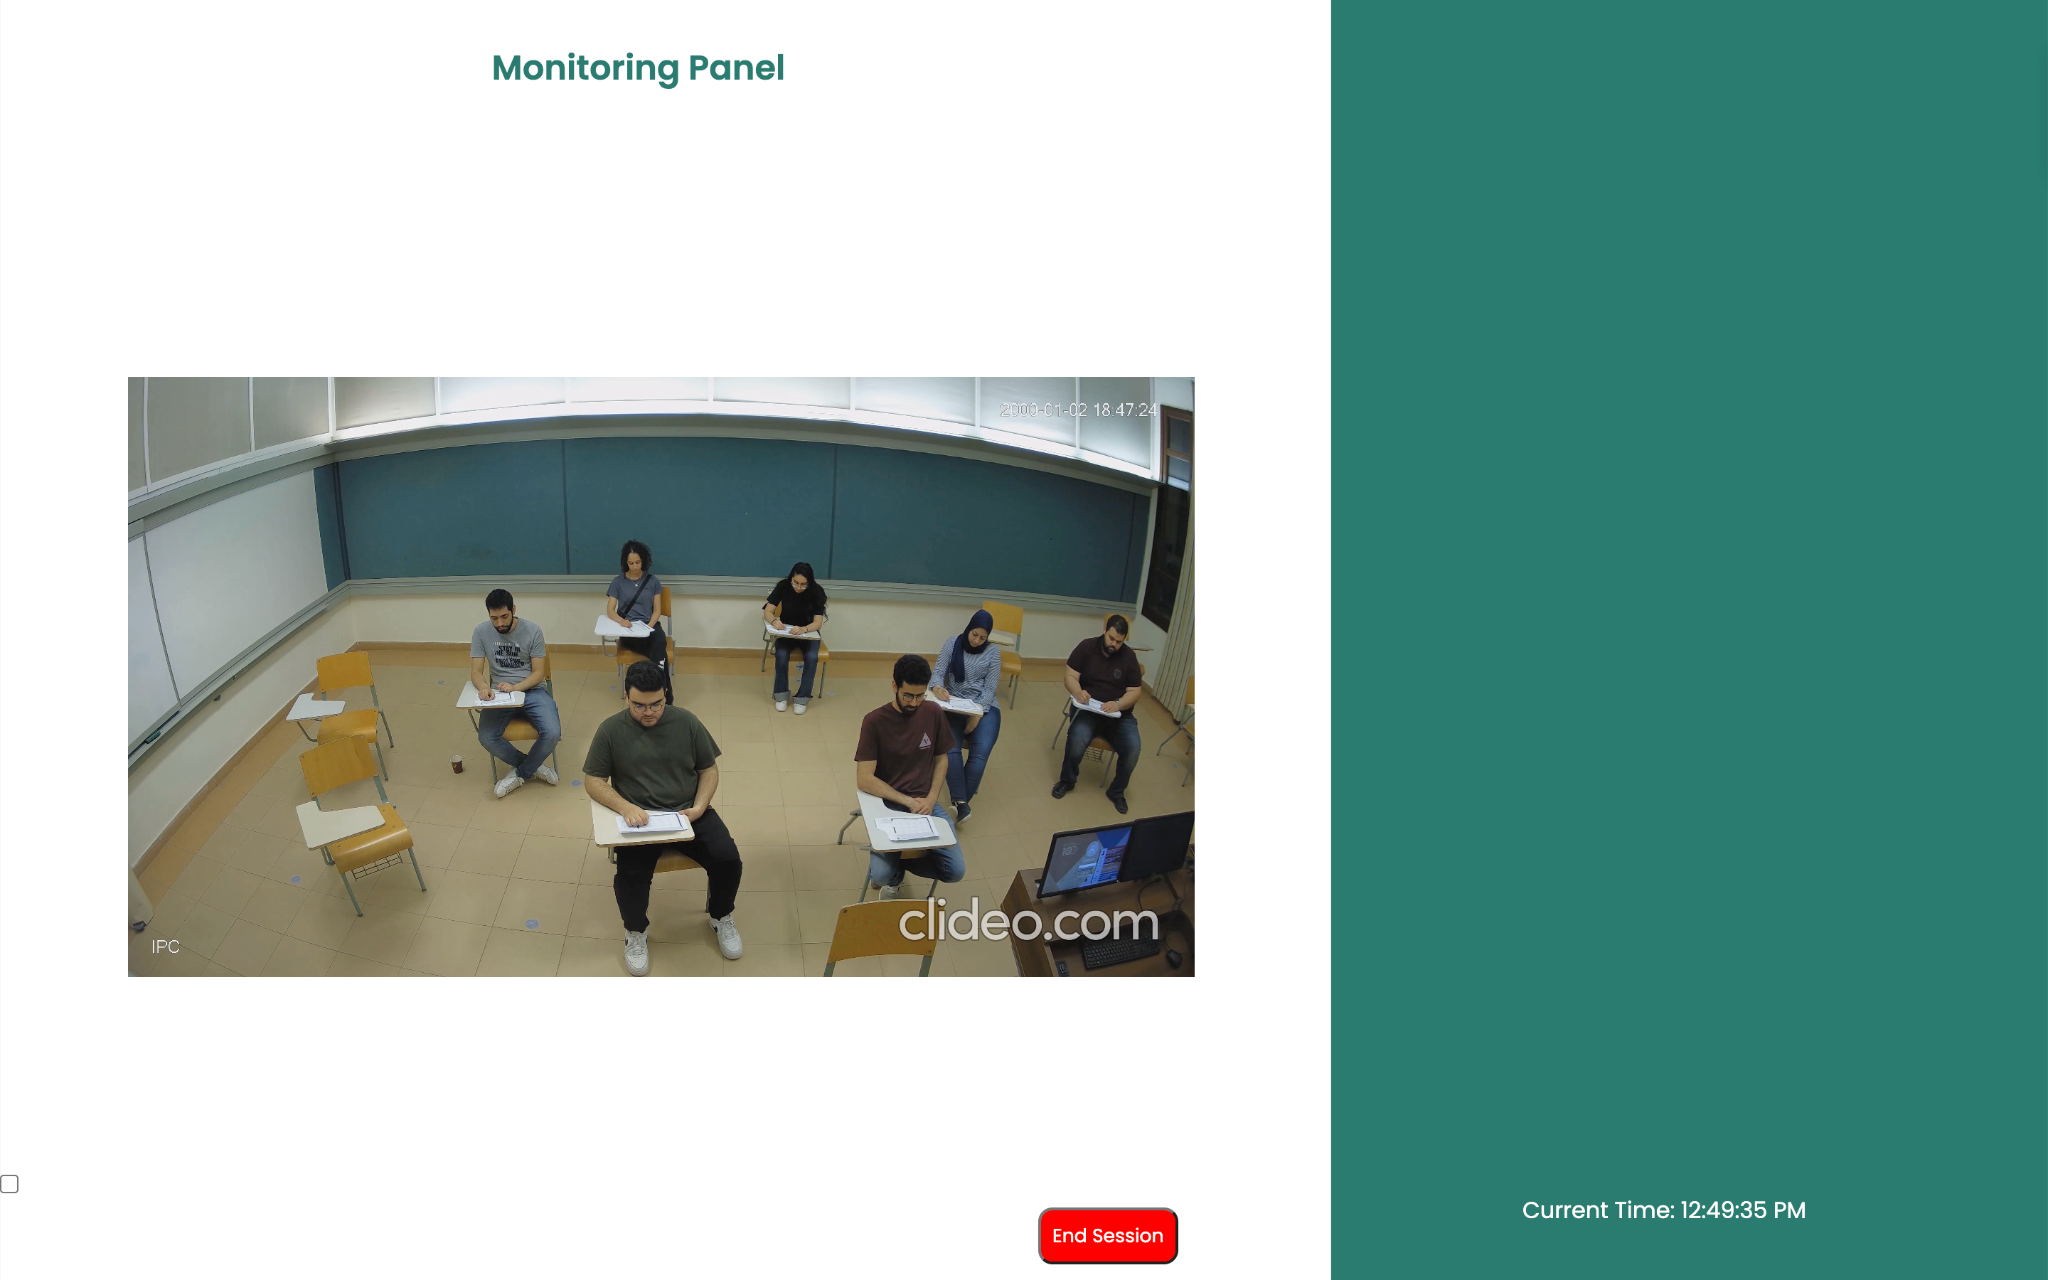 Monitoring Panel
2000-01-02 18:47:24
IPC
clideo.com
End Session
Current Time: 12:49:35 PM